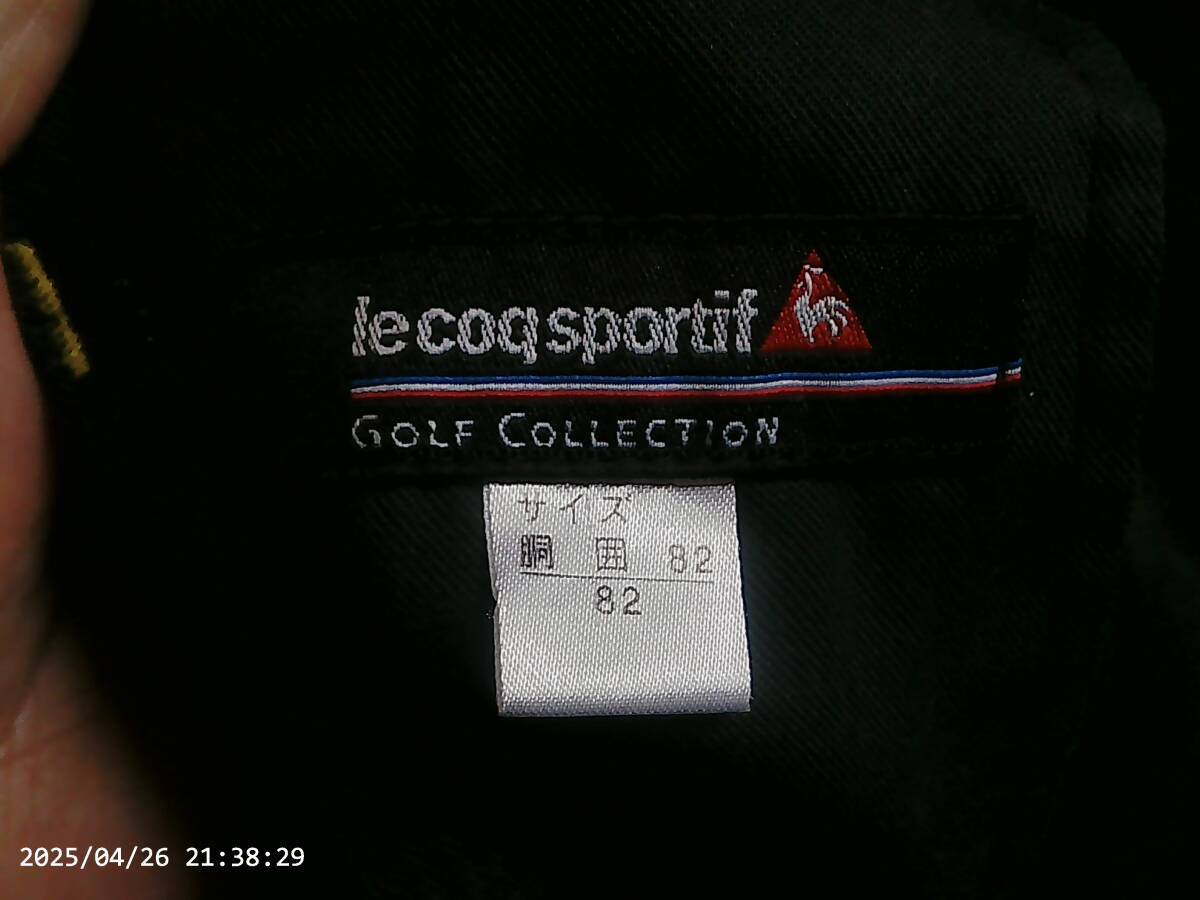 le coq sportif
GOLF COLLECTION
サイズ
胴 囲 82
82
2025/04/26 21:38:29